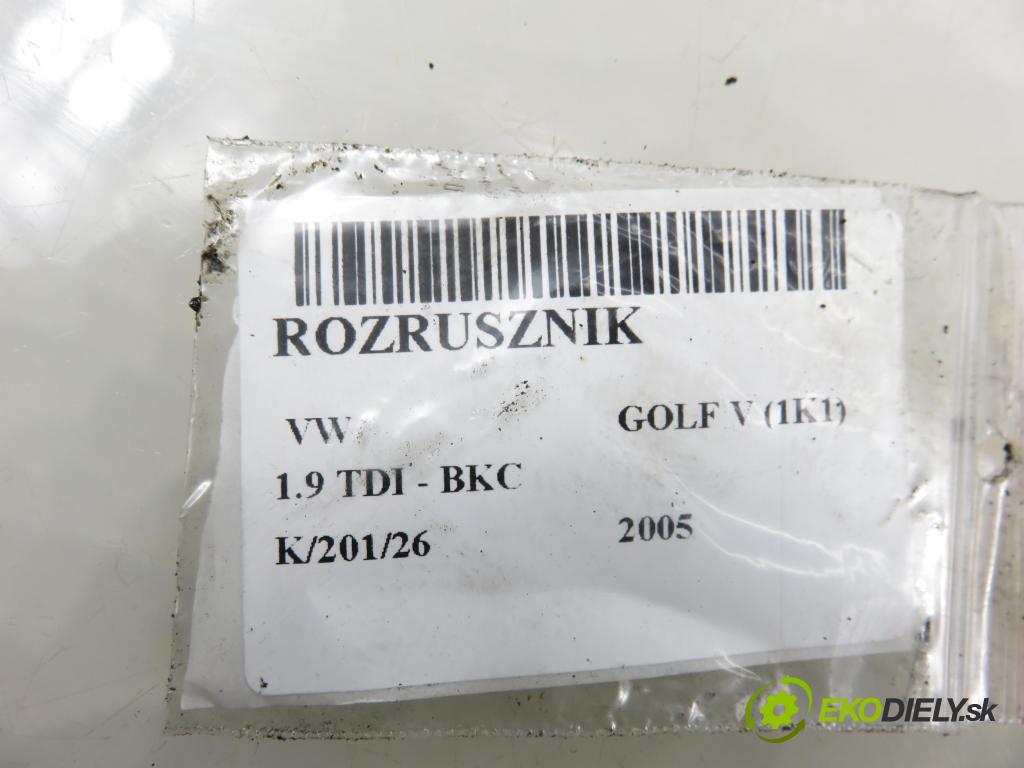 ROZRUSZNIK
VW GOLF V (1K1)
1.9 TDI - BKC
K/201/26 2005
EKODIELY.sk